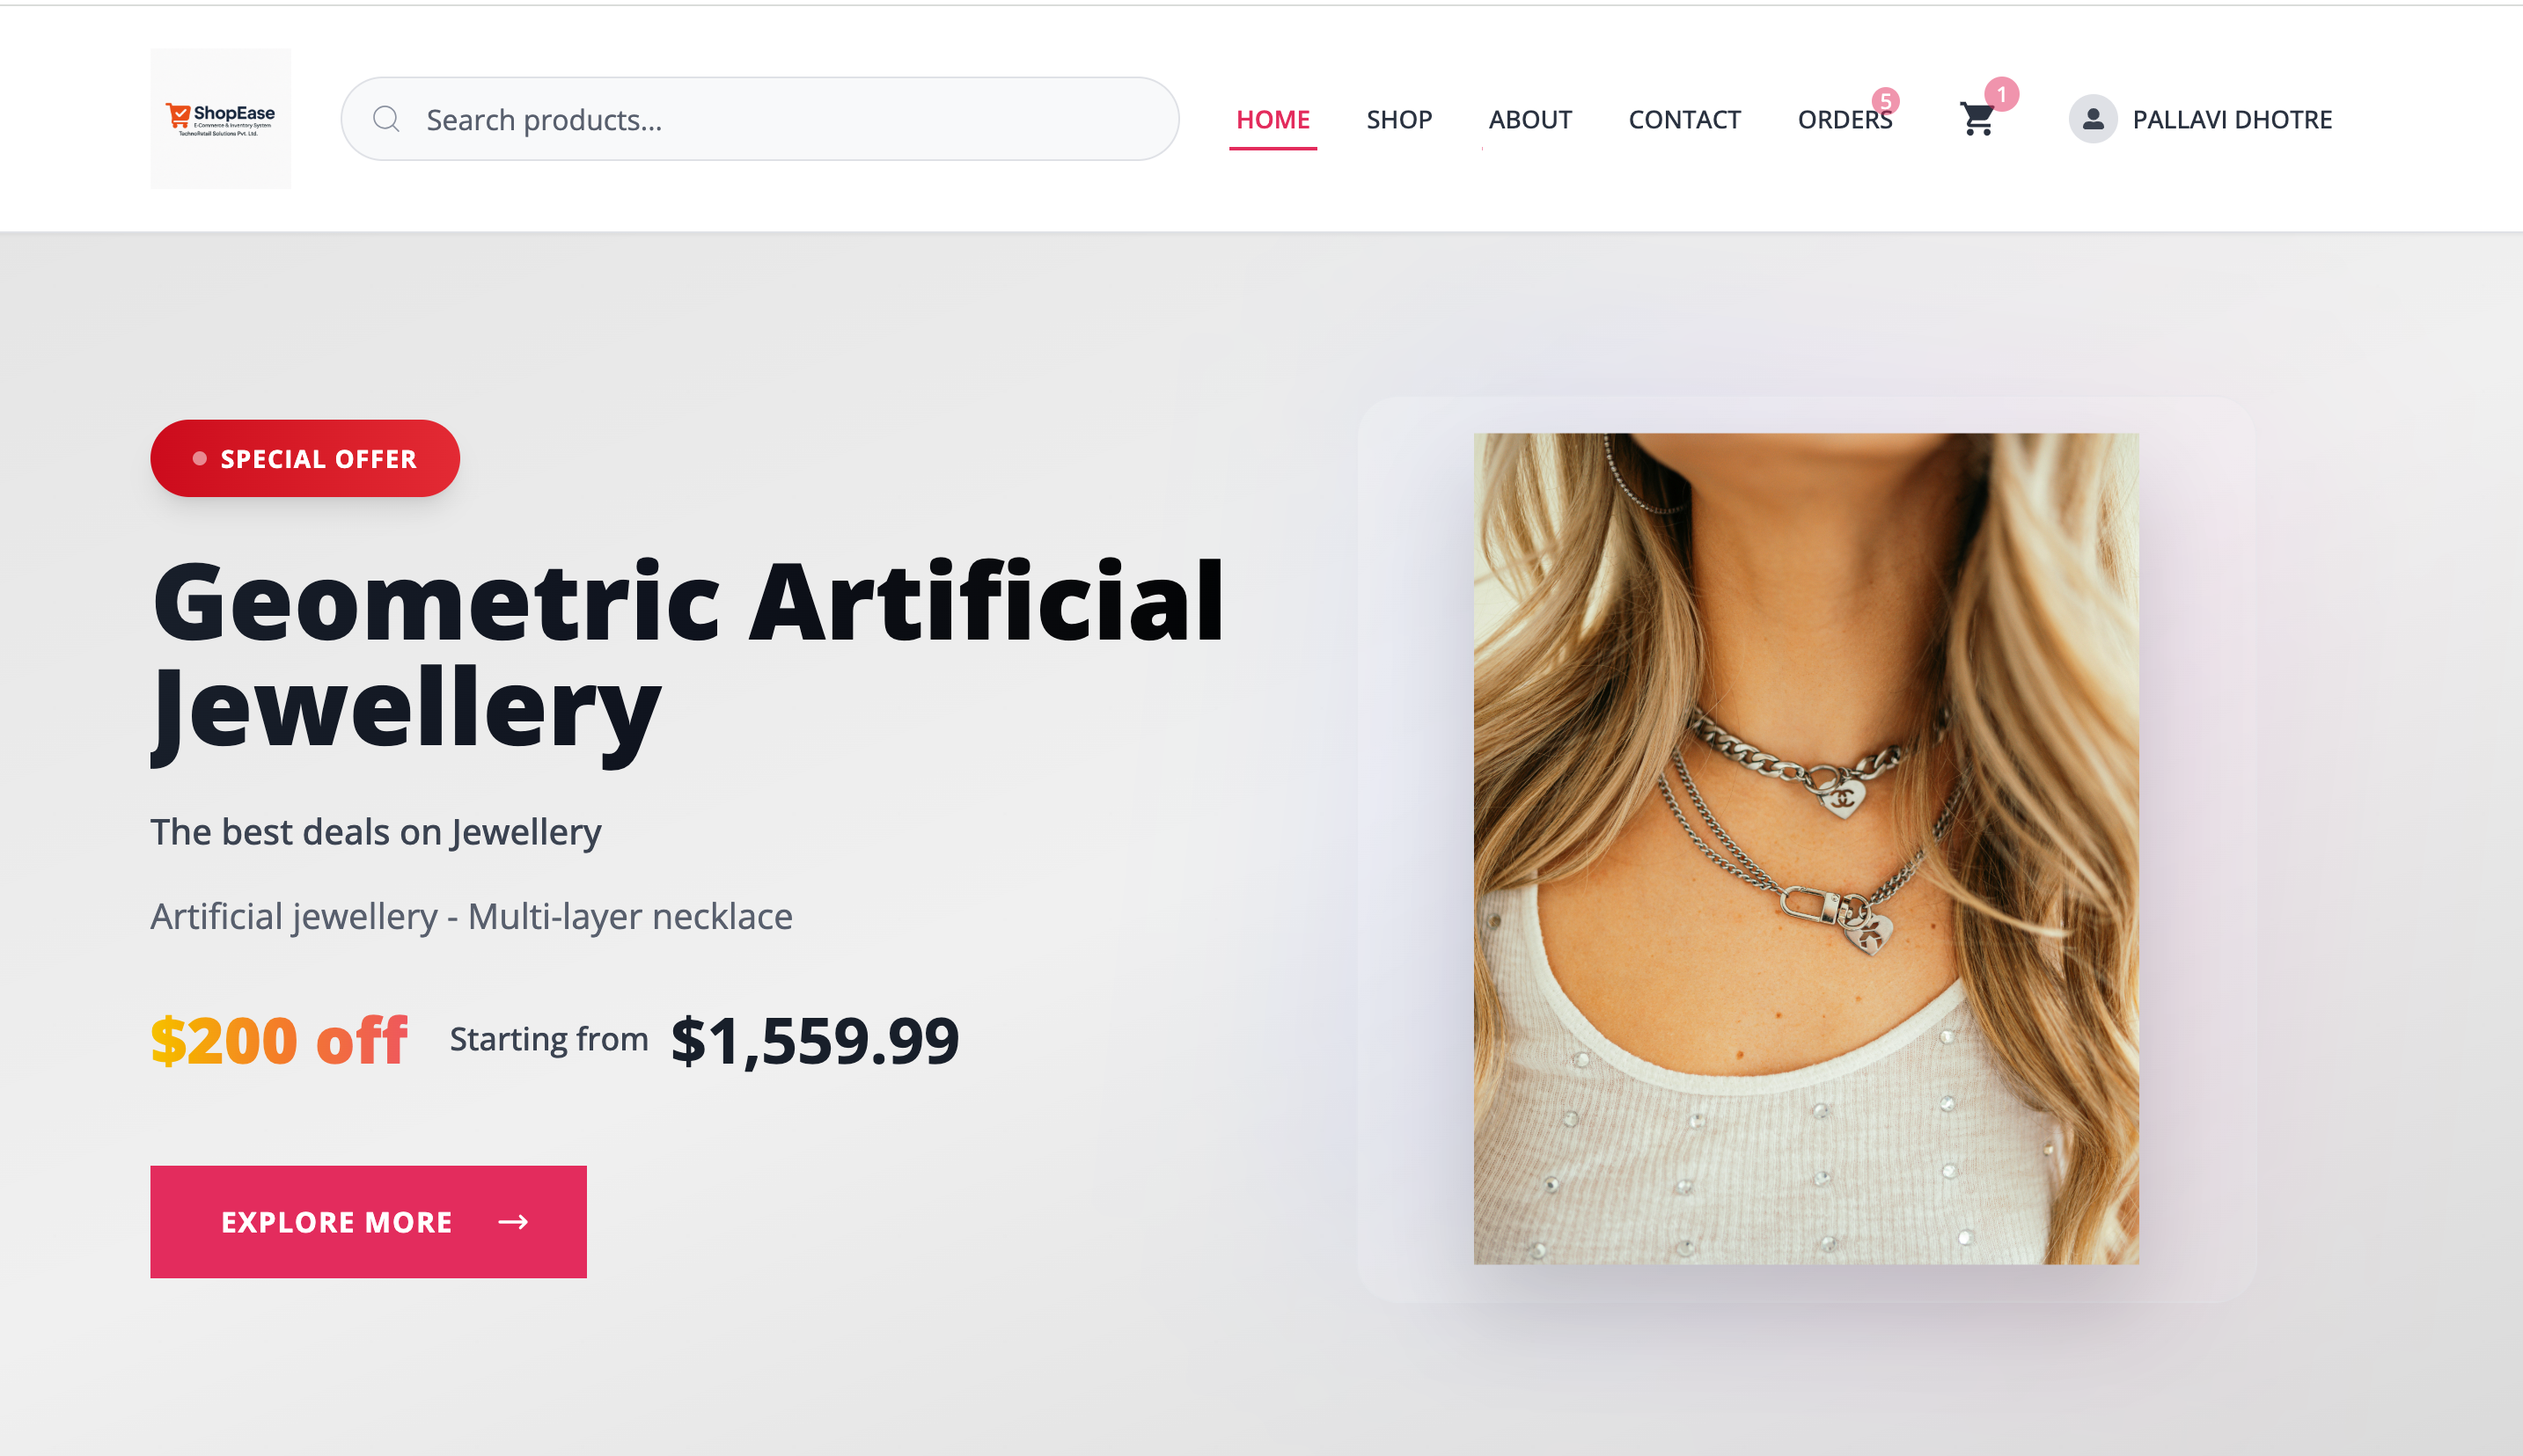 ShopEase
E-Commerce & Inventory System
TechnoRetail Solutions Pvt. Ltd.
Search products...
HOME
SHOP
ABOUT
CONTACT
ORDERS
5
1
PALLAVI DHOTRE
SPECIAL OFFER
Geometric Artificial
Jewellery
The best deals on Jewellery
Artificial jewellery - Multi-layer necklace
$200 off Starting from $1,559.99
EXPLORE MORE →